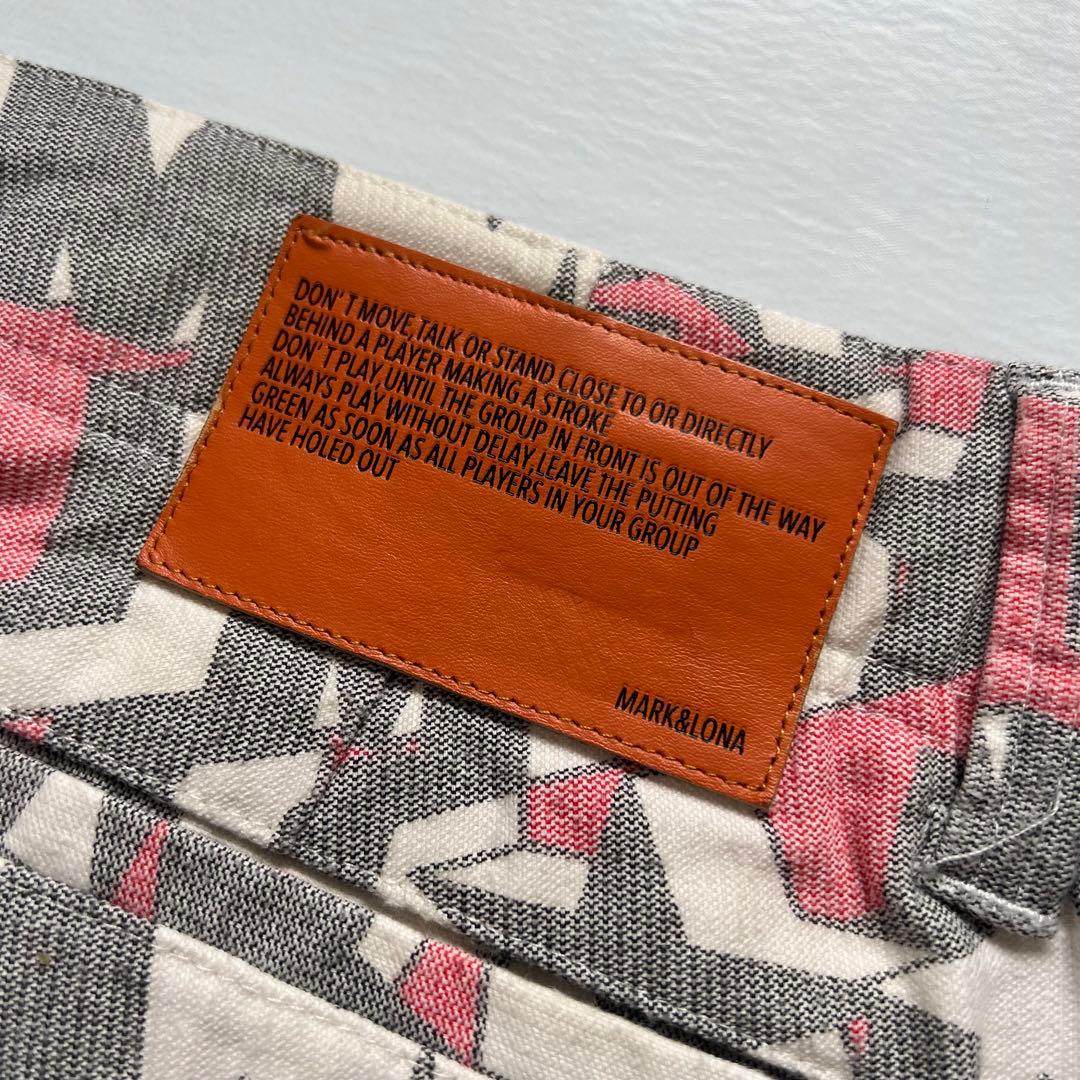 DON'T MOVE,TALK OR STAND CLOSE TO OR DIRECTLY
BEHIND A PLAYER MAKING A STROKE
DON'T PLAY,UNTIL THE GROUP IN FRONT IS OUT OF THE WAY
ALWAYS PLAY WITHOUT DELAY,LEAVE THE PUTTING
GREEN AS SOON AS ALL PLAYERS IN YOUR GROUP
HAVE HOLED OUT
MARK&LONA